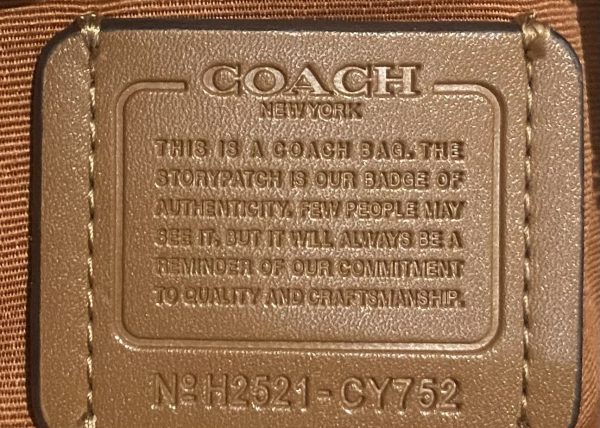 COACH
NEW YORK
THIS IS A COACH BAG. THE
STORYPATCH IS OUR BADGE OF
AUTHENTICITY. FEW PEOPLE MAY
SEE IT, BUT IT WILL ALWAYS BE A
REMINDER OF OUR COMMITMENT
TO QUALITY AND CRAFTSMANSHIP.
Nº H2521-CY752